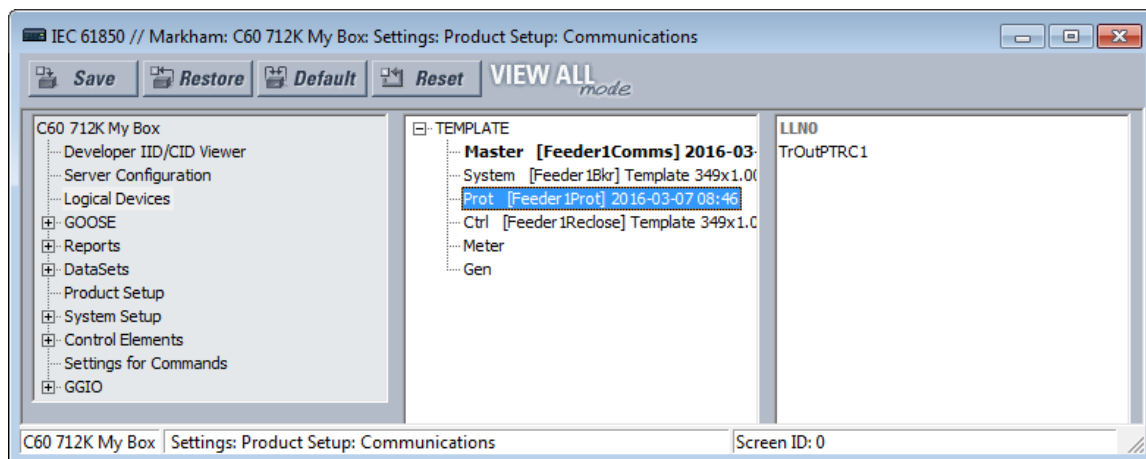 IEC 61850 // Markham: C60 712K My Box: Settings: Product Setup: Communications
Save Restore Default Reset VIEW ALL mode
C60 712K My Box
Developer IID/CID Viewer
Server Configuration
Logical Devices
GOOSE
Reports
DataSets
Product Setup
System Setup
Control Elements
Settings for Commands
GGIO
TEMPLATE
Master [Feeder1Comms] 2016-03-
System [Feeder1Bkr] Template 349x1.00
Prot [Feeder1Prot] 2016-03-07 08:46
Ctrl [Feeder1Reclose] Template 349x1.0
Meter
Gen
LLN0
TrOutPTRC1
C60 712K My Box Settings: Product Setup: Communications Screen ID: 0